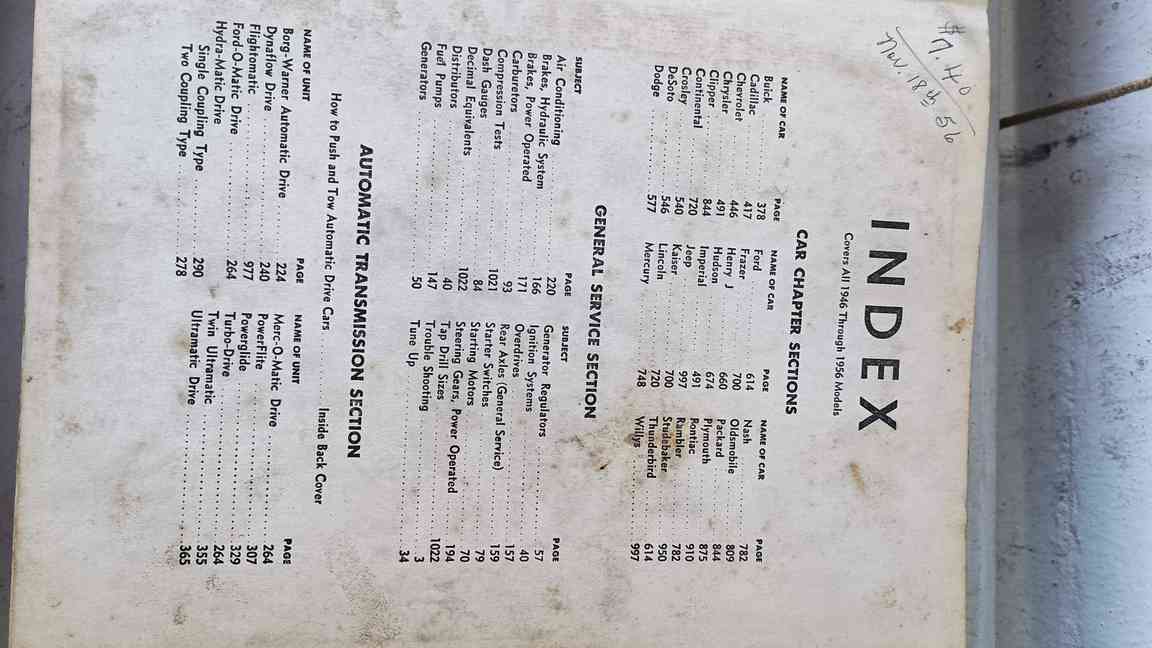 $7.40
Nov. 18th 56
INDEX
Covers All 1946 Through 1956 Models
CAR CHAPTER SECTIONS
NAME OF CAR PAGE NAME OF CAR PAGE NAME OF CAR PAGE
Buick 378 Ford 614 Nash 782
Cadillac 417 Frazer 700 Oldsmobile 809
Chevrolet 446 Henry J 660 Packard 844
Chrysler 491 Hudson 674 Plymouth 875
Clipper 844 Imperial 491 Pontiac 910
Continental 720 Jeep 997 Rambler 782
Crosley 540 Kaiser 700 Studebaker 950
DeSoto 546 Lincoln 720 Thunderbird 614
Dodge 577 Mercury 748 Willys 997
GENERAL SERVICE SECTION
SUBJECT PAGE SUBJECT PAGE
Air Conditioning 220 Generator Regulators 57
Brakes, Hydraulic System 166 Ignition Systems 40
Brakes, Power Operated 171 Overdrives 157
Carburetors 93 Rear Axles (General Service) 159
Compression Tests 1021 Starter Switches 79
Dash Gauges 84 Starting Motors 70
Decimal Equivalents 1022 Steering Gears, Power Operated 194
Distributors 40 Tap Drill Sizes 1022
Fuel Pumps 147 Trouble Shooting 3
Generators 50 Tune Up 34
AUTOMATIC TRANSMISSION SECTION
How to Push and Tow Automatic Drive Cars Inside Back Cover
NAME OF UNIT PAGE NAME OF UNIT PAGE
Borg-Warner Automatic Drive 224 Merc-O-Matic Drive 264
Dynaflow Drive 240 PowerFlite 307
Flightomatic 977 Powerglide 329
Ford-O-Matic Drive 264 Turbo-Drive 264
Hydra-Matic Drive Twin Ultramatic 355
Single Coupling Type 290 Ultramatic Drive 365
Two Coupling Type 278